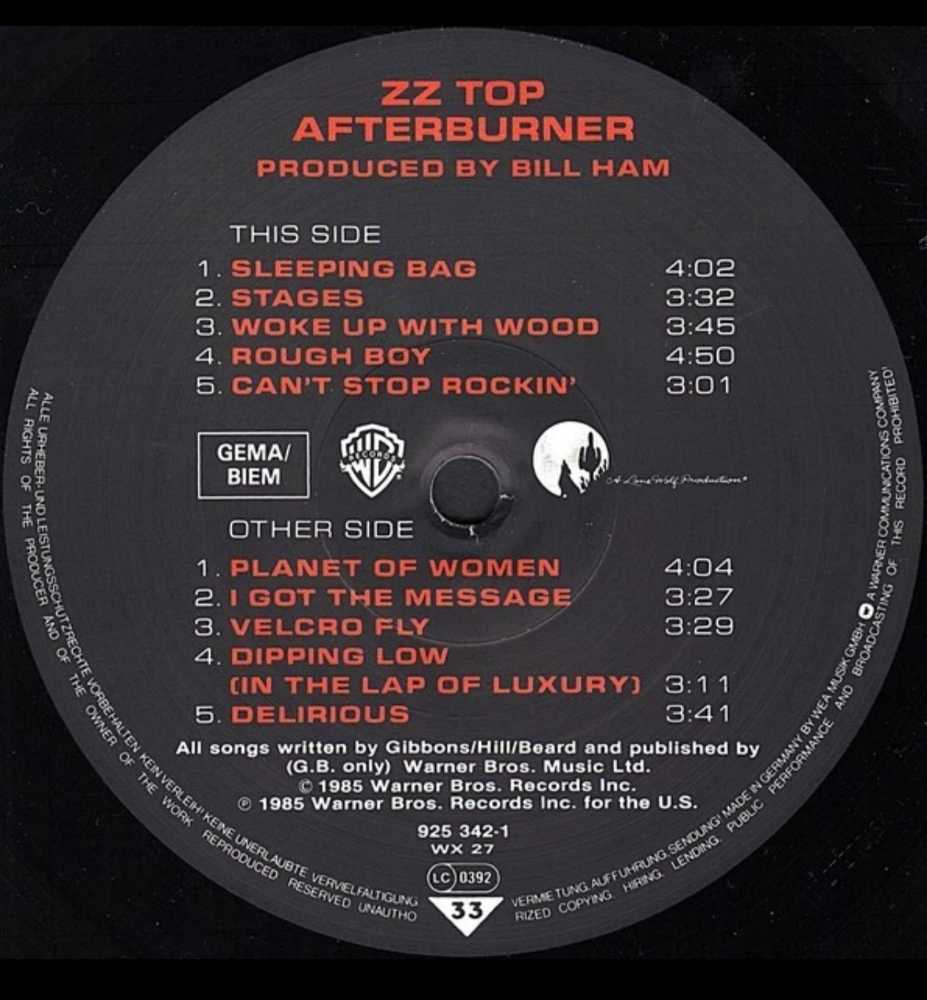 ZZ TOP
AFTERBURNER
PRODUCED BY BILL HAM
THIS SIDE
1. SLEEPING BAG 4:02
2. STAGES 3:32
3. WOKE UP WITH WOOD 3:45
4. ROUGH BOY 4:50
5. CAN'T STOP ROCKIN' 3:01
GEMA/
BIEM
WB
RECORDS
A Lone Wolf Production®
OTHER SIDE
1. PLANET OF WOMEN 4:04
2. I GOT THE MESSAGE 3:27
3. VELCRO FLY 3:29
4. DIPPING LOW
(IN THE LAP OF LUXURY) 3:11
5. DELIRIOUS 3:41
All songs written by Gibbons/Hill/Beard and published by
(G.B. only) Warner Bros. Music Ltd.
© 1985 Warner Bros. Records Inc.
℗ 1985 Warner Bros. Records Inc. for the U.S.
925 342-1
WX 27
LC 0392
33
ALLE URHEBER- UND LEISTUNGSSCHUTZRECHTE VORBEHALTEN KEIN VERLEIH' KEINE UNERLAUBTE VERVIELFALTIGUNG VERMIETUNG, AUFFUHRUNG, SENDUNG' MADE IN GERMANY BY WEA MUSIK GMBH A WARNER COMMUNICATIONS COMPANY
ALL RIGHTS OF THE PRODUCER AND OF THE OWNER OF THE WORK REPRODUCED RESERVED UNAUTHO RIZED COPYING, HIRING, LENDING, PUBLIC PERFORMANCE AND BROADCASTING OF THIS RECORD PROHIBITED'